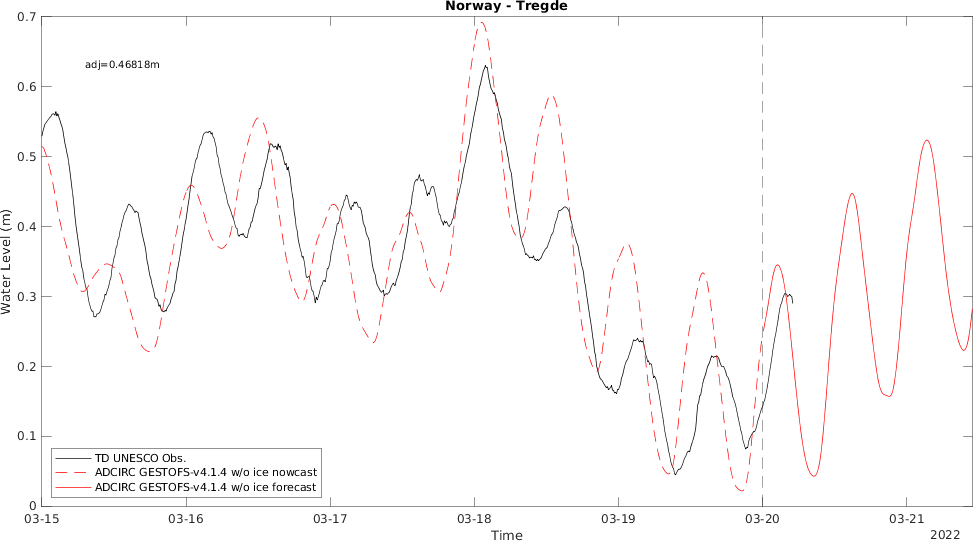 Norway - Tregde
adj=0.46818m
Water Level (m)
0.7
0.6
0.5
0.4
0.3
0.2
0.1
0
TD UNESCO Obs.
ADCIRC GESTOFS-v4.1.4 w/o ice nowcast
ADCIRC GESTOFS-v4.1.4 w/o ice forecast
03-15 03-16 03-17 03-18 03-19 03-20 03-21
Time
2022